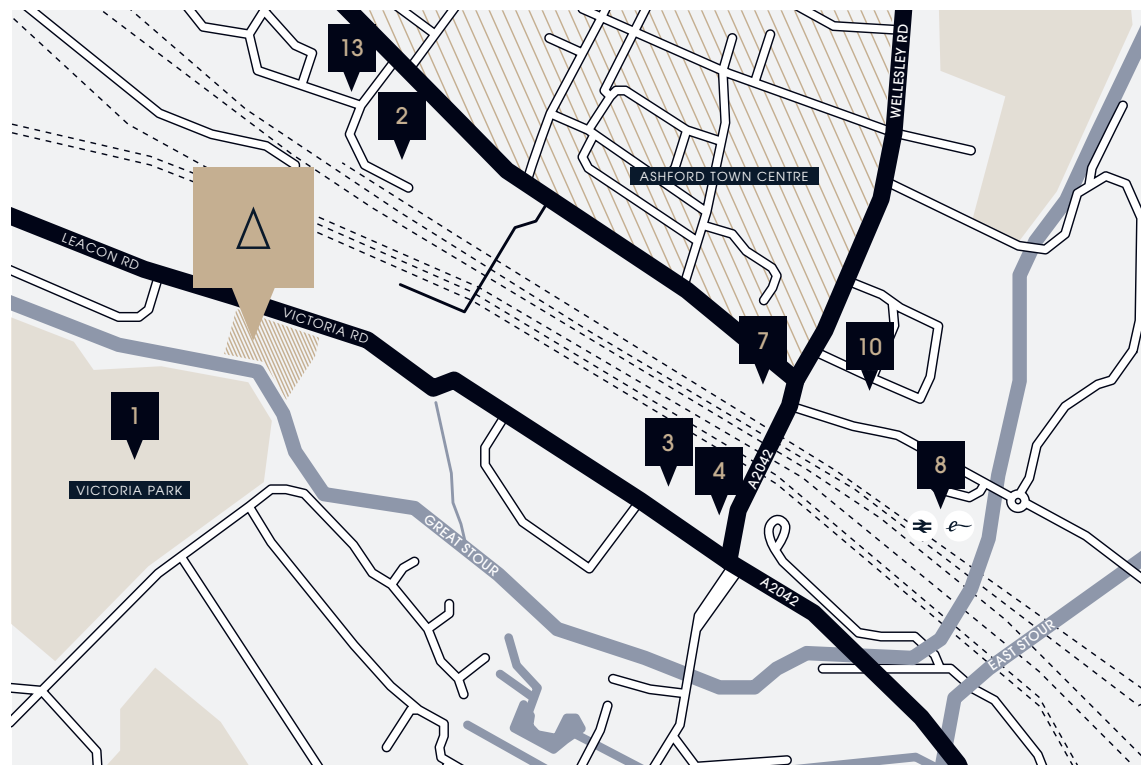 13
WELLESLEY RD
2
ASHFORD TOWN CENTRE
LEACON RD
VICTORIA RD
7
10
1
3
4
A2042
8
VICTORIA PARK
GREAT STOUR
A2042
EAST STOUR